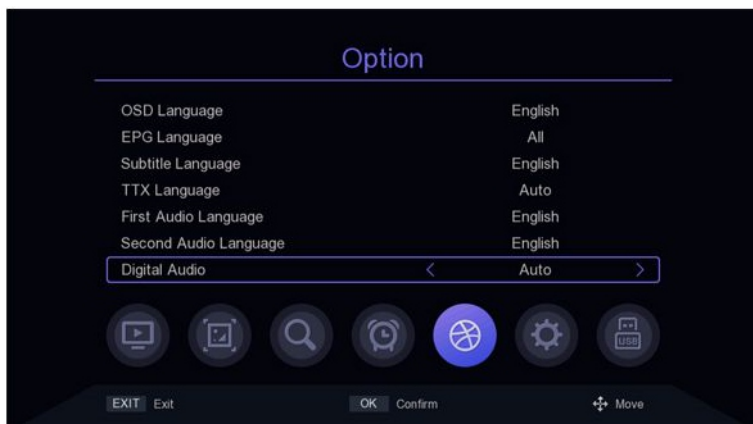 Option
OSD Language English
EPG Language All
Subtitle Language English
TTX Language Auto
First Audio Language English
Second Audio Language English
Digital Audio < Auto >
USB
EXIT Exit OK Confirm Move